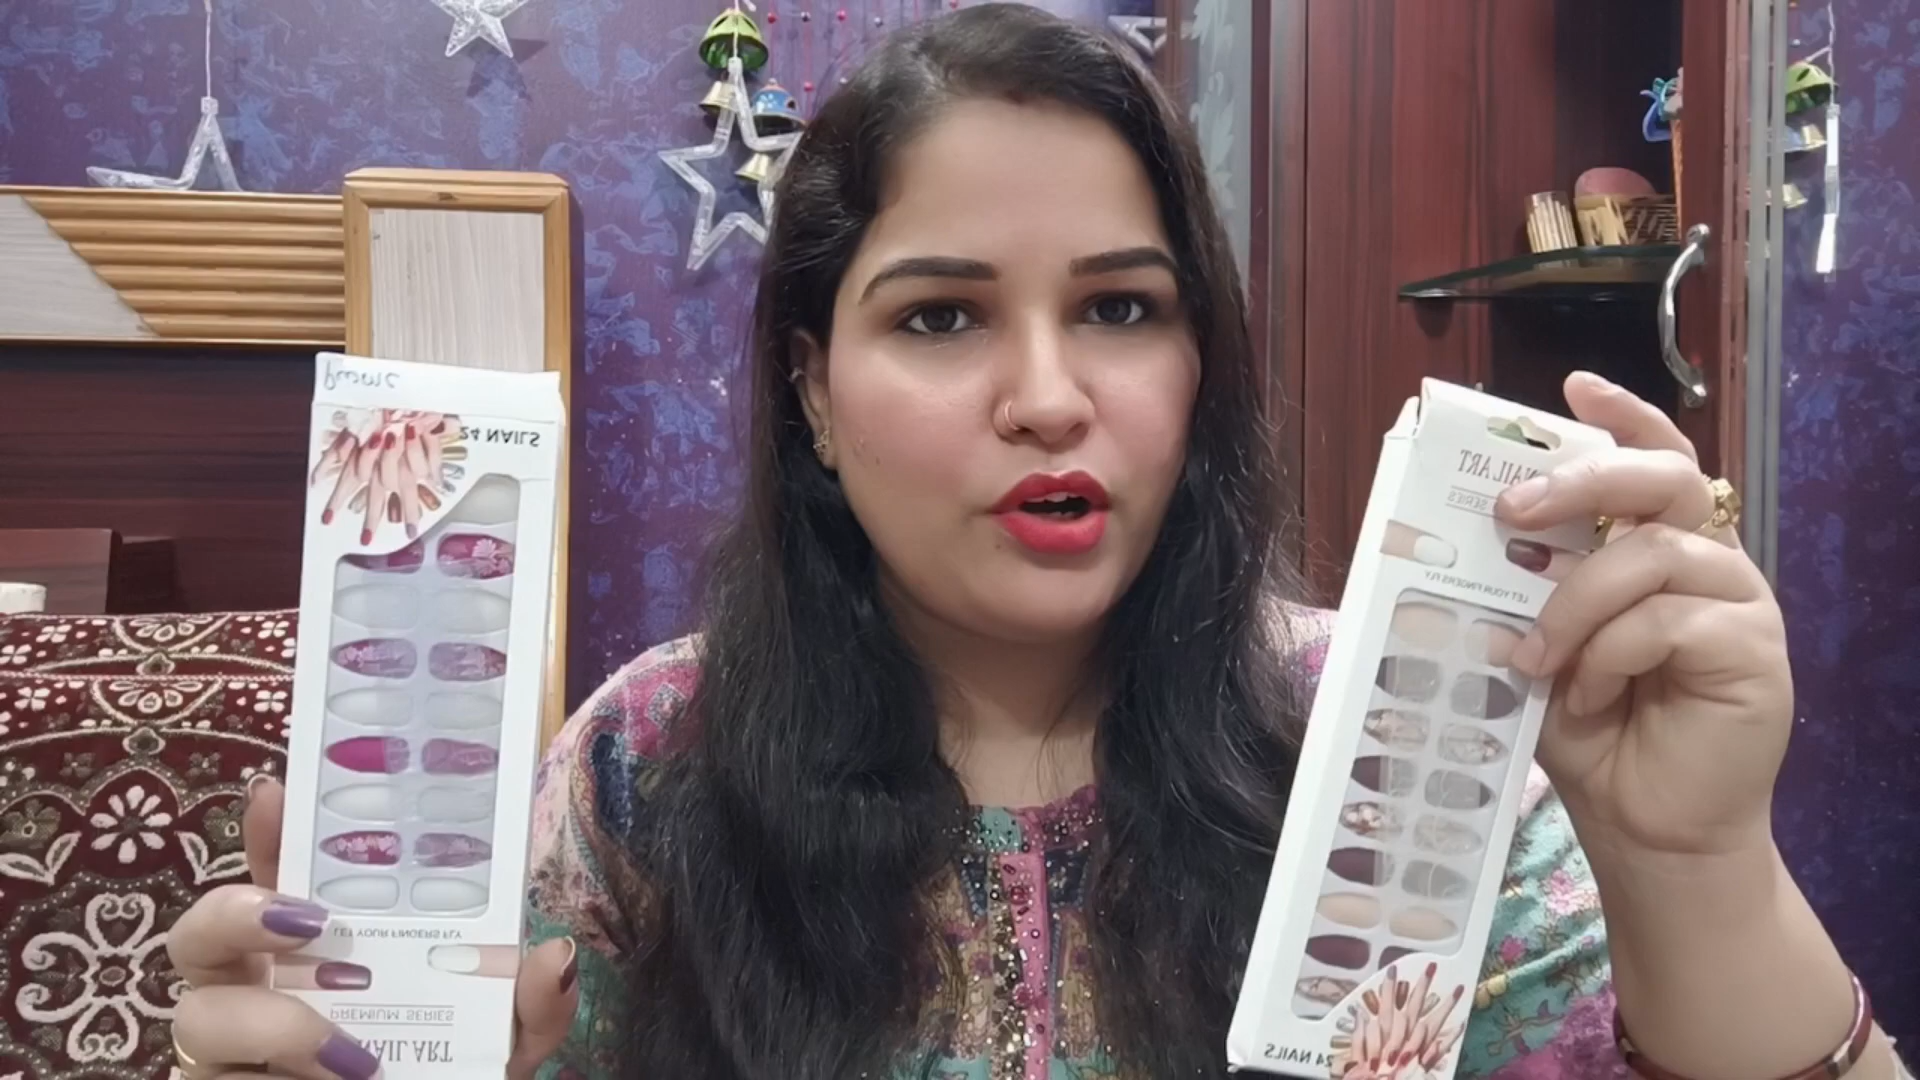 Plume
24 NAILS
LET YOUR FINGERS FLY
PREMIUM SERIES
NAIL ART
NAIL ART
SERIES
LET YOUR FINGERS FLY
24 NAILS